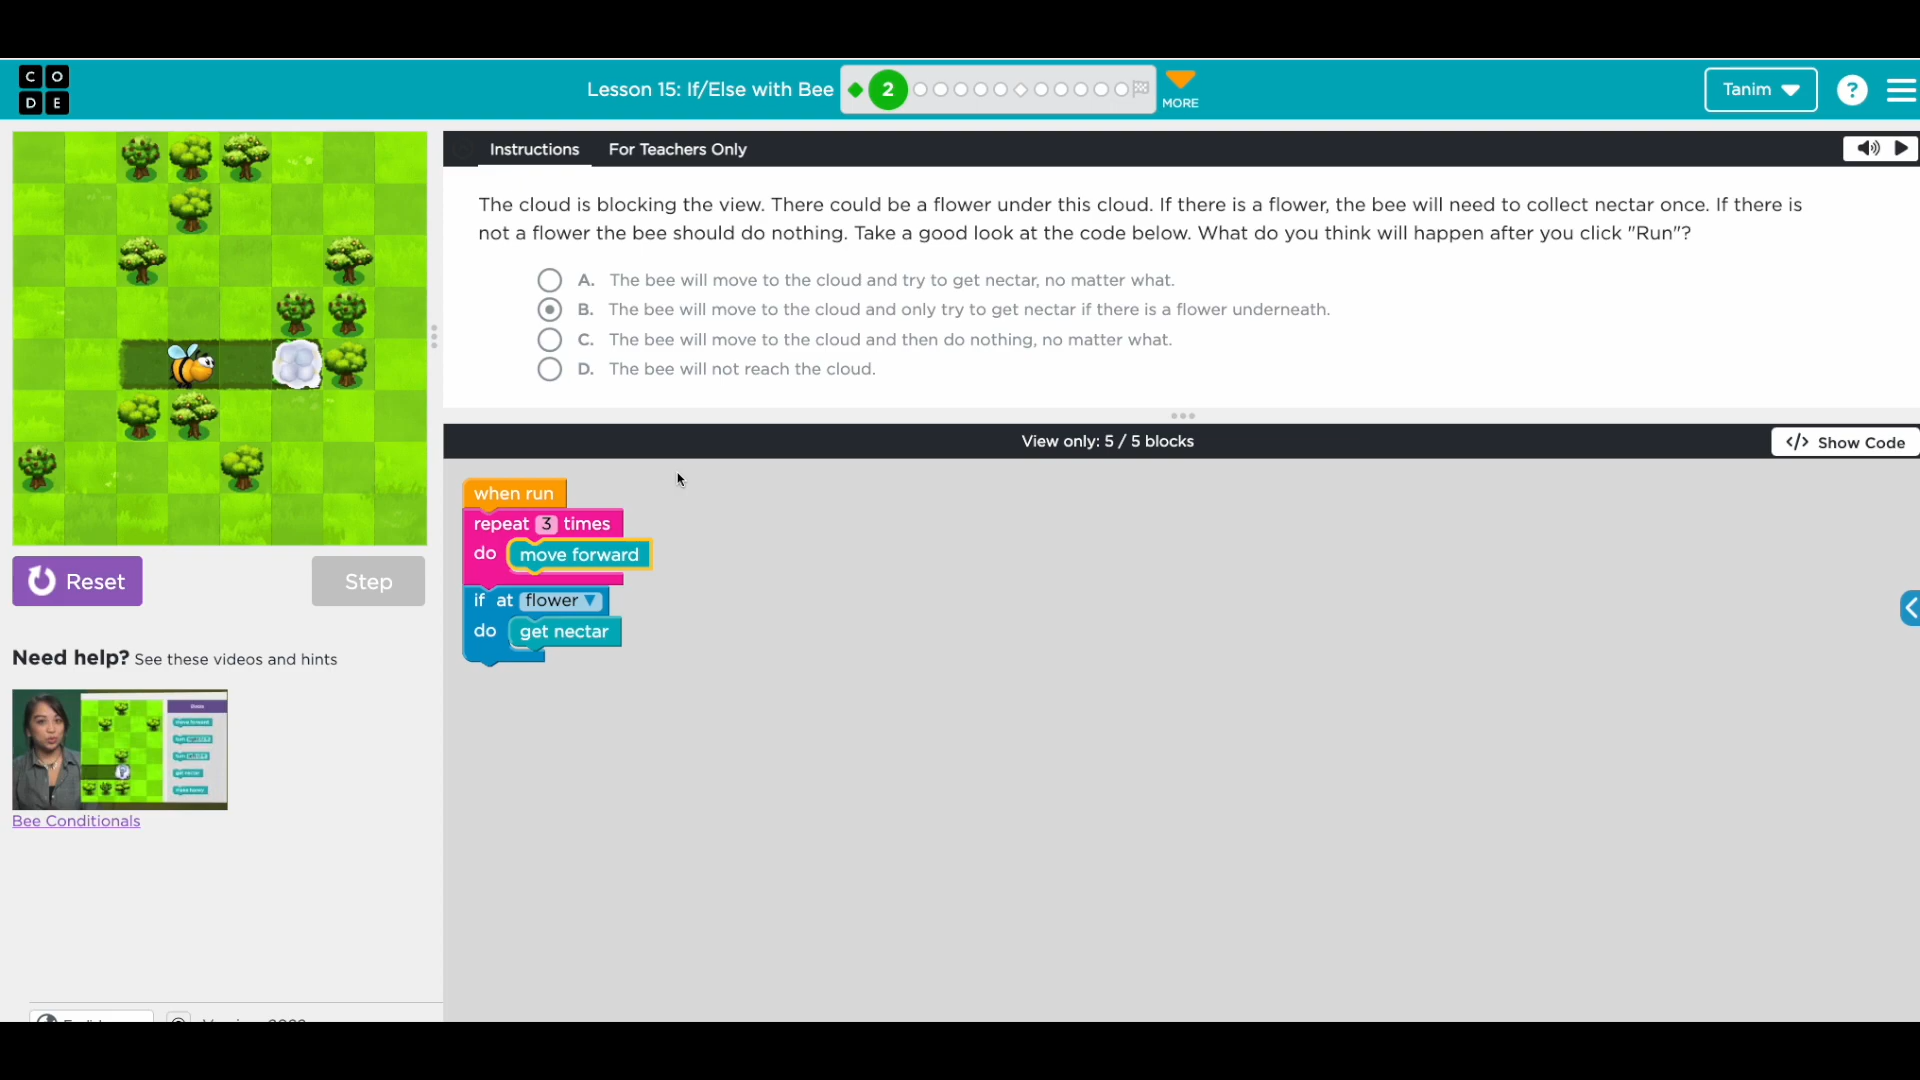 C O
D E
Lesson 15: If/Else with Bee
2
MORE
Tanim
?
Instructions
For Teachers Only
The cloud is blocking the view. There could be a flower under this cloud. If there is a flower, the bee will need to collect nectar once. If there is
not a flower the bee should do nothing. Take a good look at the code below. What do you think will happen after you click "Run"?
A. The bee will move to the cloud and try to get nectar, no matter what.
B. The bee will move to the cloud and only try to get nectar if there is a flower underneath.
C. The bee will move to the cloud and then do nothing, no matter what.
D. The bee will not reach the cloud.
View only: 5 / 5 blocks
</> Show Code
when run
repeat 3 times
do move forward
if at flower
do get nectar
Reset
Step
Need help? See these videos and hints
Bee Conditionals